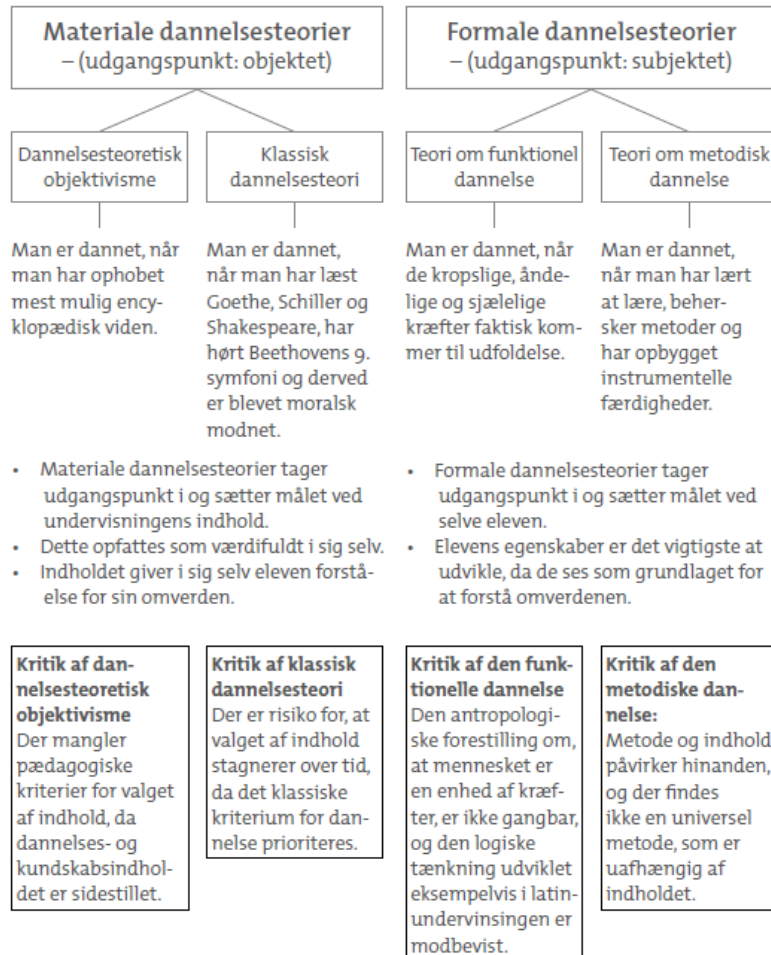 Materiale dannelsesteorier
– (udgangspunkt: objektet)
Formale dannelsesteorier
– (udgangspunkt: subjektet)
Dannelsesteoretisk
objektivisme
Klassisk
dannelsesteori
Teori om funktionel
dannelse
Teori om metodisk
dannelse
Man er dannet, når
man har ophobet
mest mulig ency-
klopædisk viden.
Man er dannet,
når man har læst
Goethe, Schiller og
Shakespeare, har
hørt Beethovens 9.
symfoni og derved
er blevet moralsk
modnet.
Man er dannet, når
de kropslige, ånde-
lige og sjælelige
kræfter faktisk kom-
mer til udfoldelse.
Man er dannet,
når man har lært
at lære, beher-
sker metoder og
har opbygget
instrumentelle
færdigheder.
• Materiale dannelsesteorier tager
udgangspunkt i og sætter målet ved
undervisningens indhold.
• Dette opfattes som værdifuldt i sig selv.
• Indholdet giver i sig selv eleven forstå-
else for sin omverden.
• Formale dannelsesteorier tager
udgangspunkt i og sætter målet ved
selve eleven.
• Elevens egenskaber er det vigtigste at
udvikle, da de ses som grundlaget for
at forstå omverdenen.
Kritik af dan-
nelsesteoretisk
objektivisme
Der mangler
pædagogiske
kriterier for valget
af indhold, da
dannelses- og
kundskabsindhol-
det er sidestillet.
Kritik af klassisk
dannelsesteori
Der er risiko for, at
valget af indhold
stagnerer over tid,
da det klassiske
kriterium for dan-
nelse prioriteres.
Kritik af den funk-
tionelle dannelse
Den antropologi-
ske forestilling om,
at mennesket er
en enhed af kræf-
ter, er ikke gangbar,
og den logiske
tænkning udviklet
eksempelvis i latin-
undervinsingen er
modbevist.
Kritik af den
metodiske dan-
nelse:
Metode og indhold
påvirker hinanden,
og der findes
ikke en universel
metode, som er
uafhængig af
indholdet.